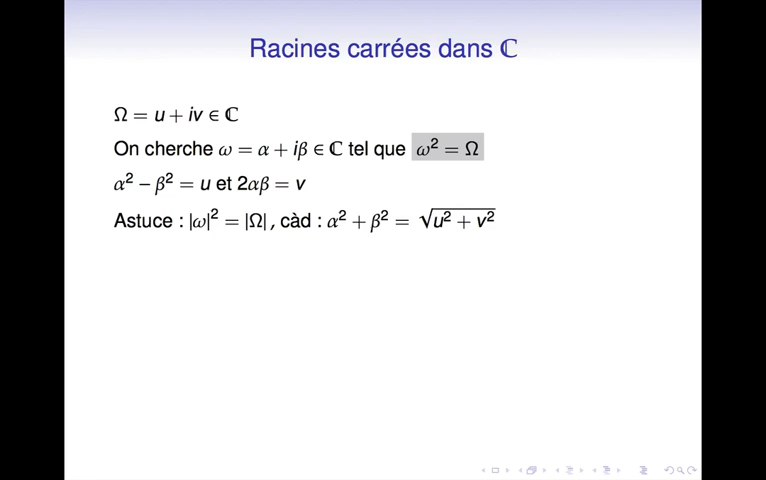 Racines carrées dans ℂ
Ω = u + iv ∈ ℂ
On cherche ω = α + iβ ∈ ℂ tel que ω² = Ω
α² − β² = u et 2αβ = v
Astuce : |ω|² = |Ω| , càd : α² + β² = √(u² + v²)